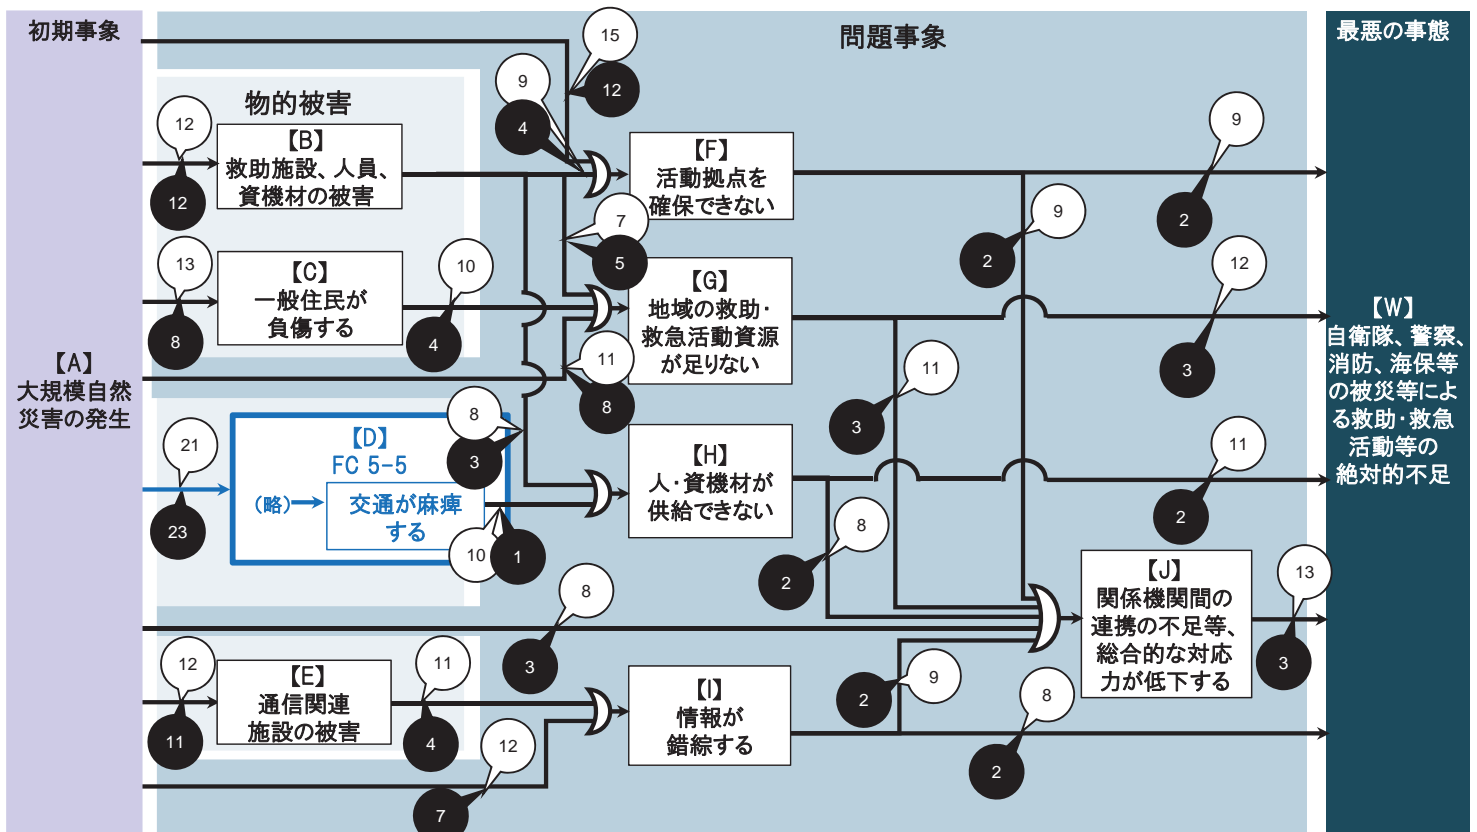 初期事象
問題事象
最悪の事態
物的被害
15
12
9
4
12
12
【B】
救助施設、人員、
資機材の被害
【F】
活動拠点を
確保できない
9
2
9
2
7
5
13
8
【C】
一般住民が
負傷する
10
4
【G】
地域の救助・
救急活動資源
が足りない
12
3
【A】
大規模自然
災害の発生
11
8
11
3
【W】
自衛隊、警察、
消防、海保等
の被災等によ
る救助・救急
活動等の
絶対的不足
21
23
【D】
FC 5-5
(略)
交通が麻痺
する
8
3
10
1
【H】
人・資機材が
供給できない
11
2
8
2
8
3
【J】
関係機関間の
連携の不足等、
総合的な対応
力が低下する
13
3
12
11
【E】
通信関連
施設の被害
11
4
【I】
情報が
錯綜する
9
2
8
2
12
7